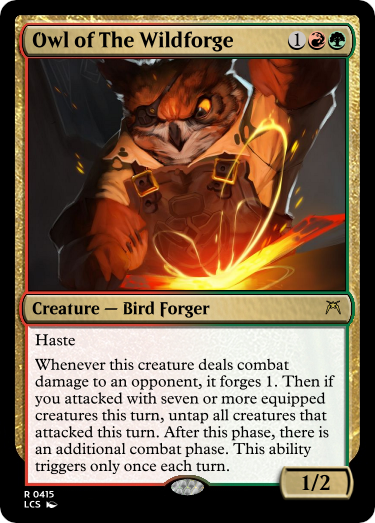 Owl of The Wildforge 1
Creature — Bird Forger
Haste
Whenever this creature deals combat
damage to an opponent, it forges 1. Then if
you attacked with seven or more equipped
creatures this turn, untap all creatures that
attacked this turn. After this phase, there is
an additional combat phase. This ability
triggers only once each turn.
1/2
R 0415
LCS